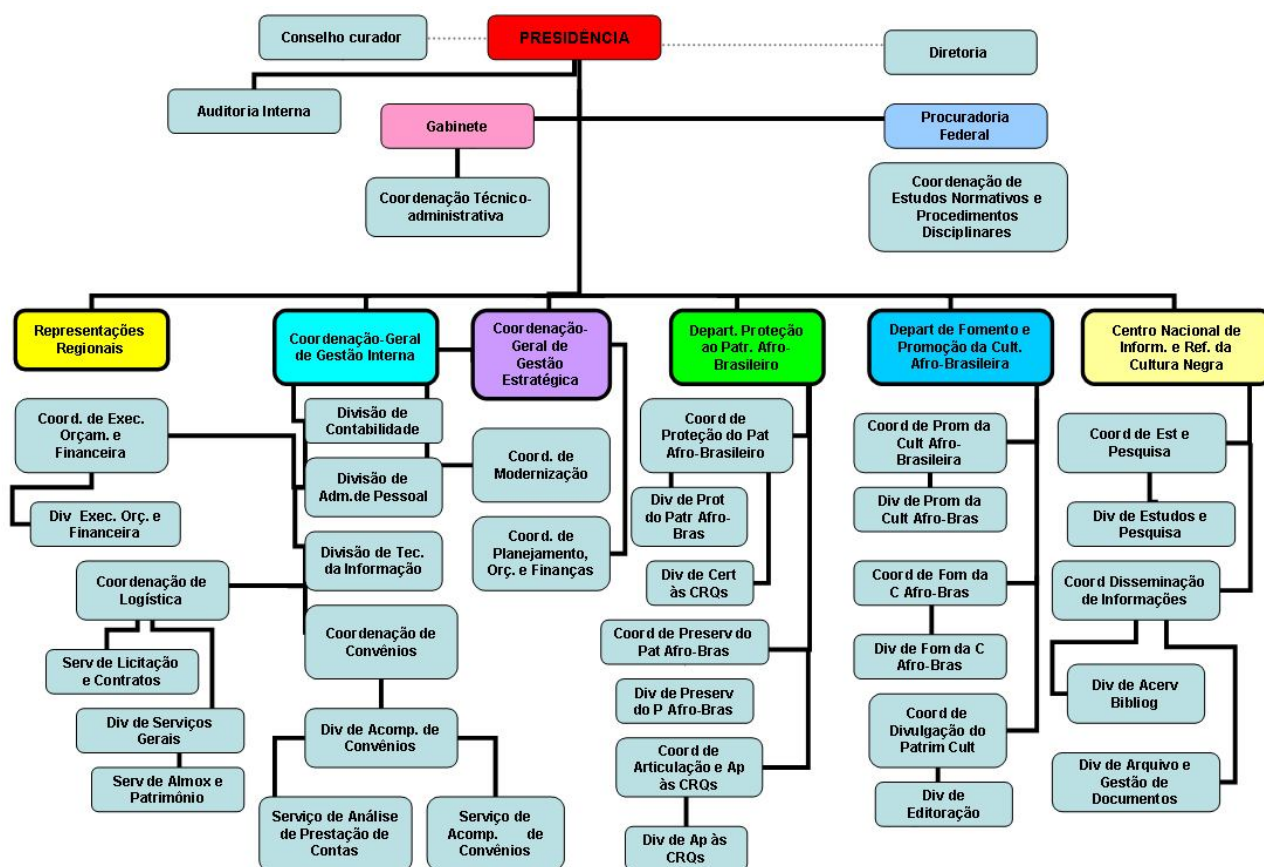 Conselho curador
PRESIDÊNCIA
Diretoria
Auditoria Interna
Gabinete
Procuradoria
Federal
Coordenação Técnico-
administrativa
Coordenação de
Estudos Normativos e
Procedimentos
Disciplinares
Representações
Regionais
Coordenação-Geral
de Gestão Interna
Coordenação-
Geral de
Gestão
Estratégica
Depart. Proteção
ao Patr. Afro-
Brasileiro
Depart de Fomento e
Promoção da Cult.
Afro-Brasileira
Centro Nacional de
Inform. e Ref. da
Cultura Negra
Coord. de Exec.
Orçam. e
Financeira
Div Exec. Orç. e
Financeira
Coordenação de
Logística
Serv de Licitação
e Contratos
Div de Serviços
Gerais
Serv de Almox e
Patrimônio
Divisão de
Contabilidade
Divisão de
Adm.de Pessoal
Divisão de Tec.
da Informação
Coordenação de
Convênios
Div de Acomp. de
Convênios
Serviço de Análise
de Prestação de
Contas
Serviço de
Acomp. de
Convênios
Coord. de
Modernização
Coord. de
Planejamento,
Orç. e Finanças
Coord de
Proteção do Pat
Afro-Brasileiro
Div de Prot
do Patr Afro-
Bras
Div de Cert
às CRQs
Coord de Preserv do
Pat Afro-Bras
Div de Preserv
do P Afro-Bras
Coord de
Articulação e Ap
às CRQs
Div de Ap às
CRQs
Coord de Prom da
Cult Afro-
Brasileira
Div de Prom da
Cult Afro-Bras
Coord de Fom da
C Afro-Bras
Div de Fom da C
Afro-Bras
Coord de
Divulgação do
Patrim Cult
Div de
Editoração
Coord de Est e
Pesquisa
Div de Estudos e
Pesquisa
Coord Disseminação
de Informações
Div de Acerv
Bibliog
Div de Arquivo e
Gestão de
Documentos